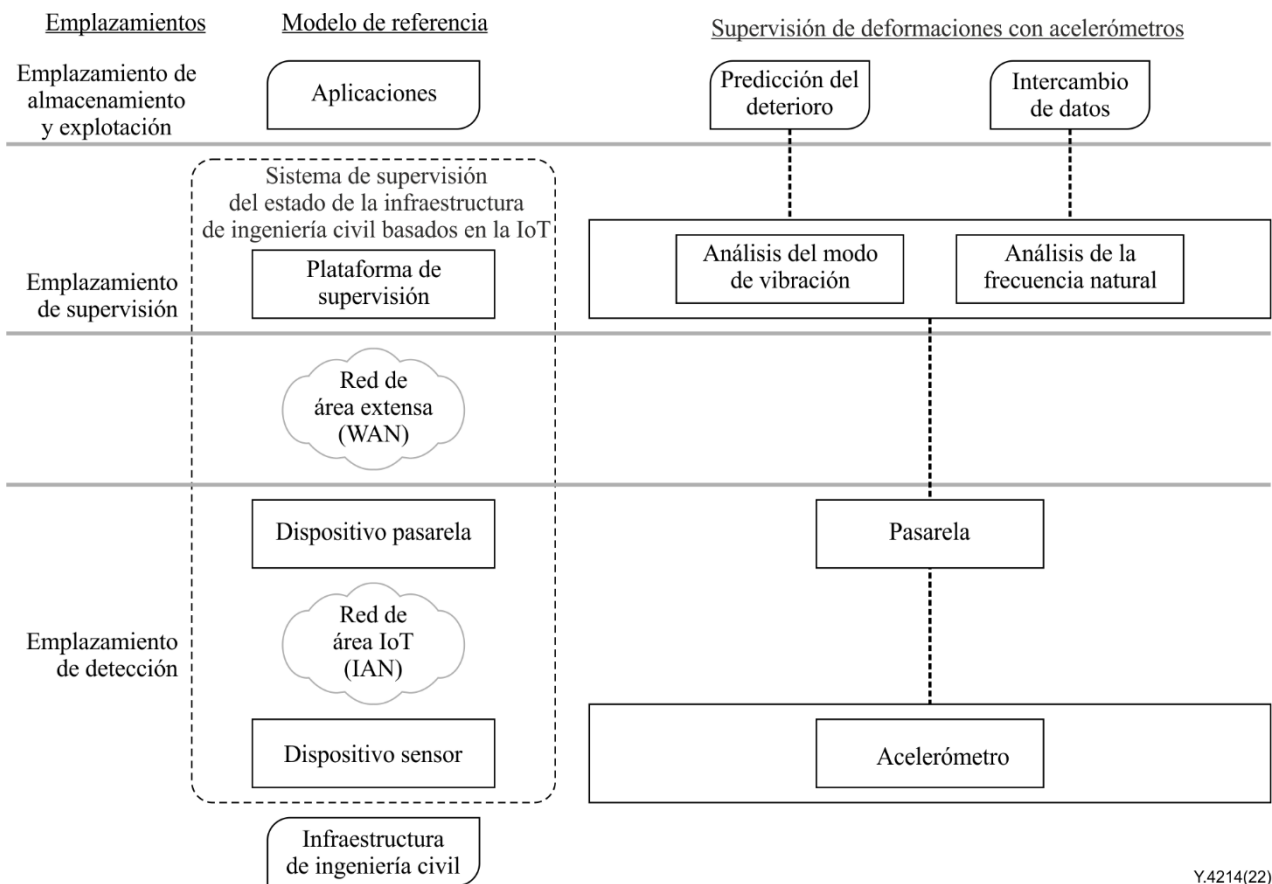 Emplazamientos
Modelo de referencia
Supervisión de deformaciones con acelerómetros
Emplazamiento de
almacenamiento
y explotación
Aplicaciones
Predicción del
deterioro
Intercambio
de datos
Sistema de supervisión
del estado de la infraestructura
de ingeniería civil basados en la IoT
Emplazamiento
de supervisión
Plataforma de
supervisión
Análisis del modo
de vibración
Análisis de la
frecuencia natural
Red de
área extensa
(WAN)
Dispositivo pasarela
Pasarela
Emplazamiento
de detección
Red de
área IoT
(IAN)
Dispositivo sensor
Acelerómetro
Infraestructura
de ingeniería civil
Y.4214(22)